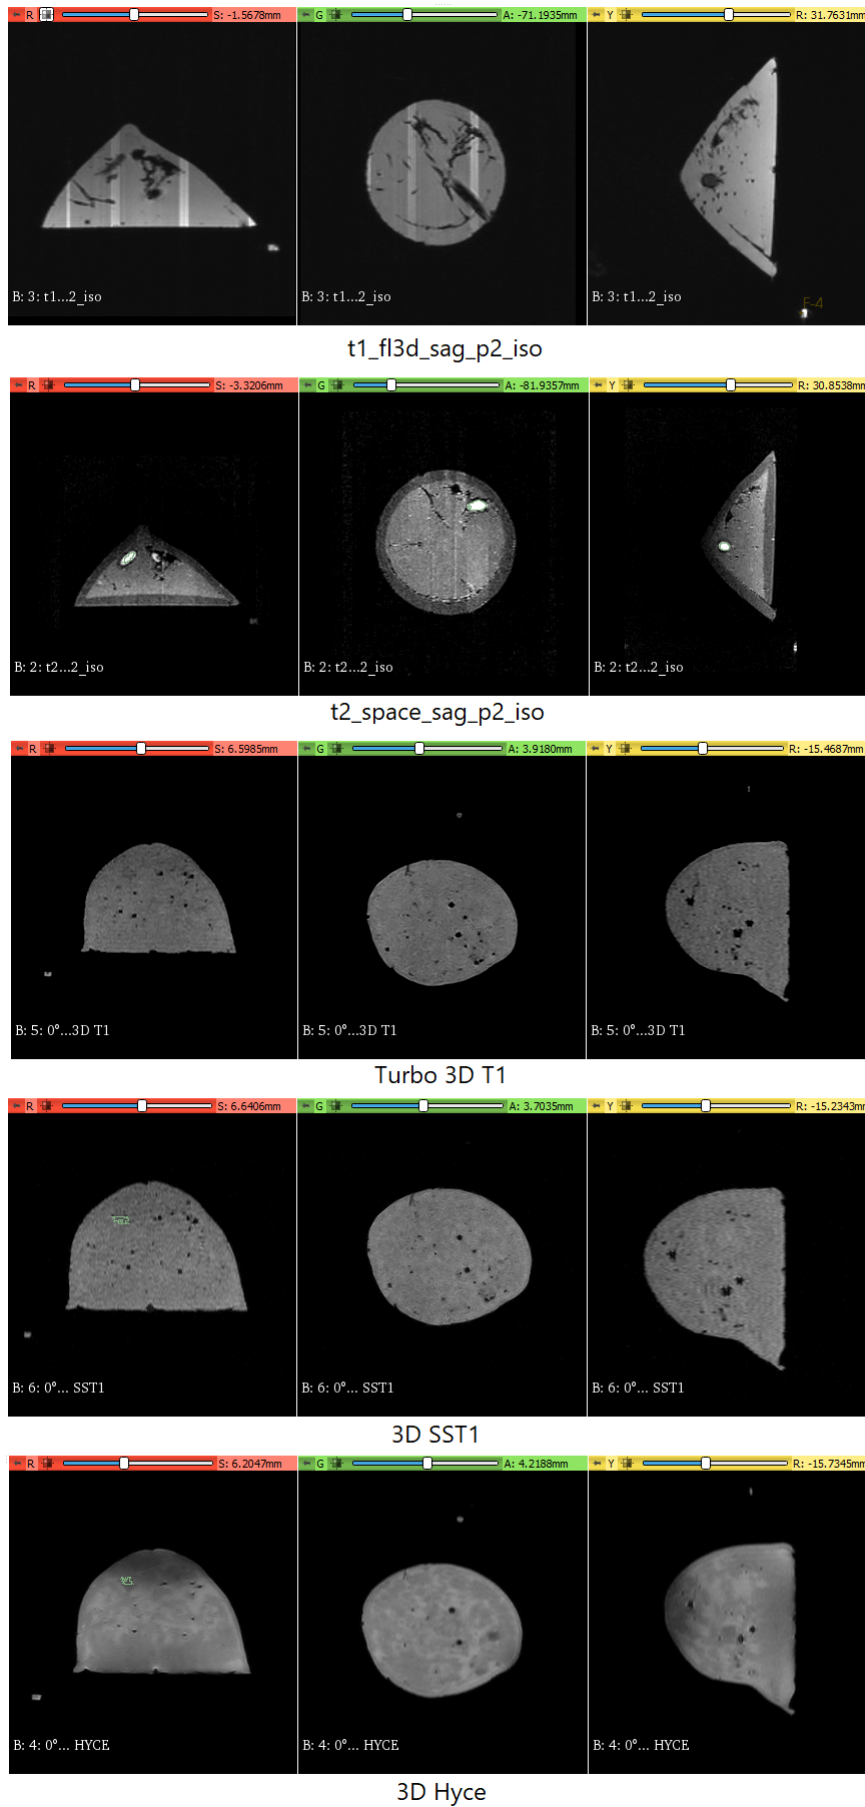 R S: -1.5678mm G A: -71.1935mm Y R: 31.7631mm
B: 3: t1...2_iso B: 3: t1...2_iso B: 3: t1...2_iso
F-4
t1_fl3d_sag_p2_iso
R S: -3.3206mm G A: -81.9357mm Y R: 30.8538mm
B: 2: t2...2_iso B: 2: t2...2_iso B: 2: t2...2_iso
t2_space_sag_p2_iso
R S: 6.5985mm G A: 3.9180mm Y R: -15.4687mm
B: 5: 0°...3D T1 B: 5: 0°...3D T1 B: 5: 0°...3D T1
Turbo 3D T1
R S: 6.6406mm G A: 3.7035mm Y R: -15.2343mm
B: 6: 0°... SST1 B: 6: 0°... SST1 B: 6: 0°... SST1
3D SST1
R S: 6.2047mm G A: 4.2188mm Y R: -15.7345mm
B: 4: 0°... HYCE B: 4: 0°... HYCE B: 4: 0°... HYCE
3D Hyce